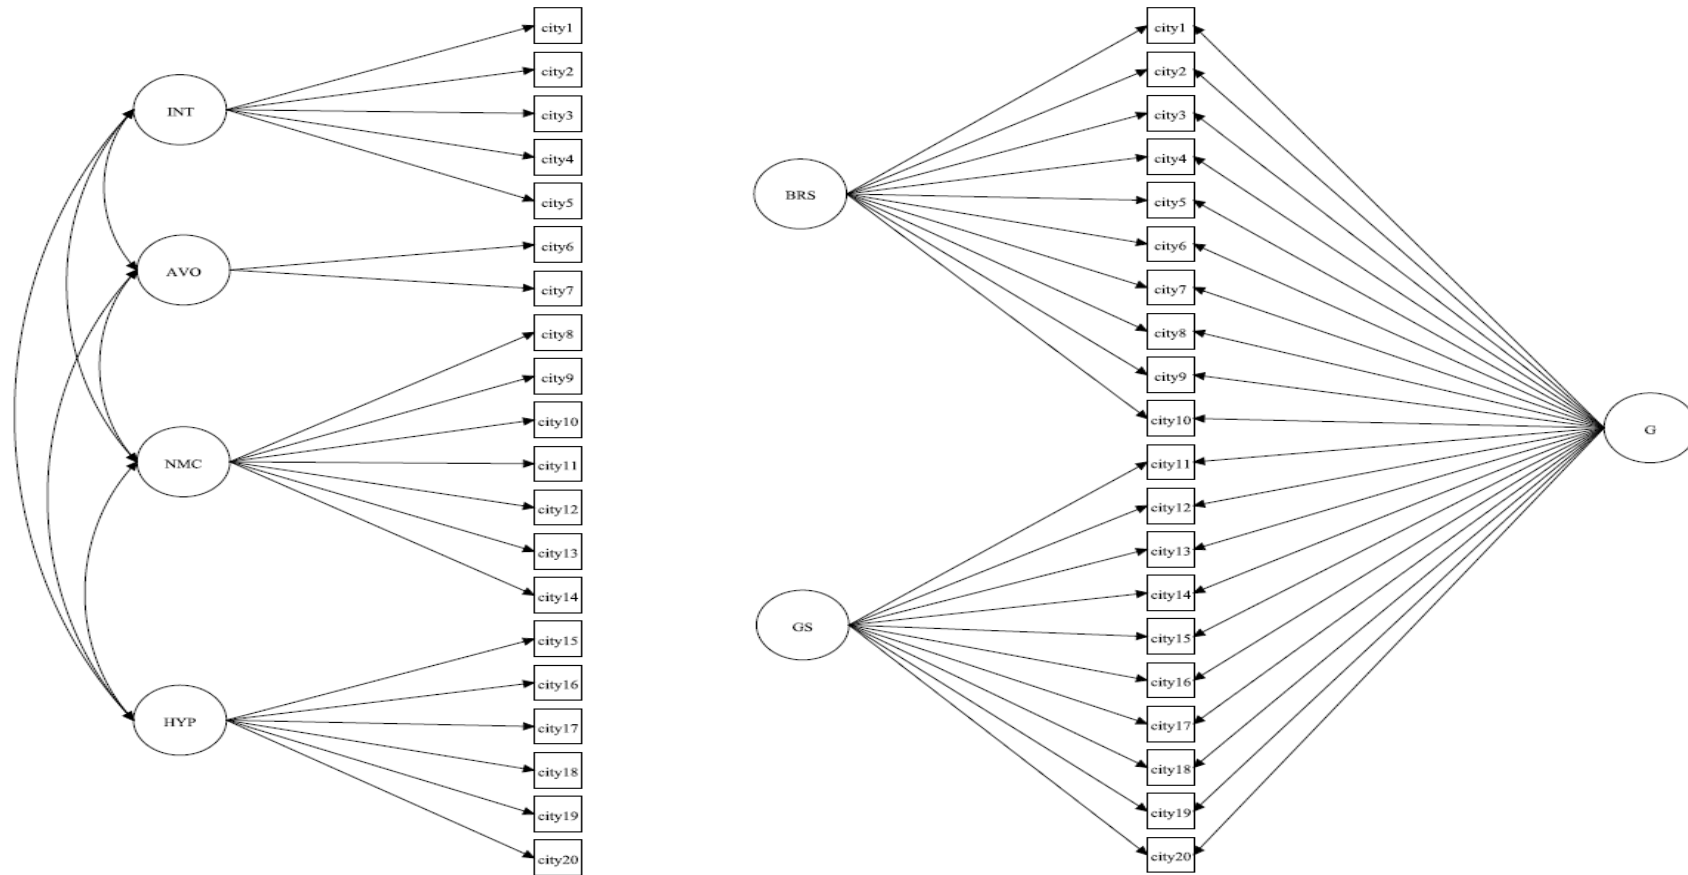 INT
AVO
NMC
HYP
city1
city2
city3
city4
city5
city6
city7
city8
city9
city10
city11
city12
city13
city14
city15
city16
city17
city18
city19
city20
BRS
GS
city1
city2
city3
city4
city5
city6
city7
city8
city9
city10
city11
city12
city13
city14
city15
city16
city17
city18
city19
city20
G